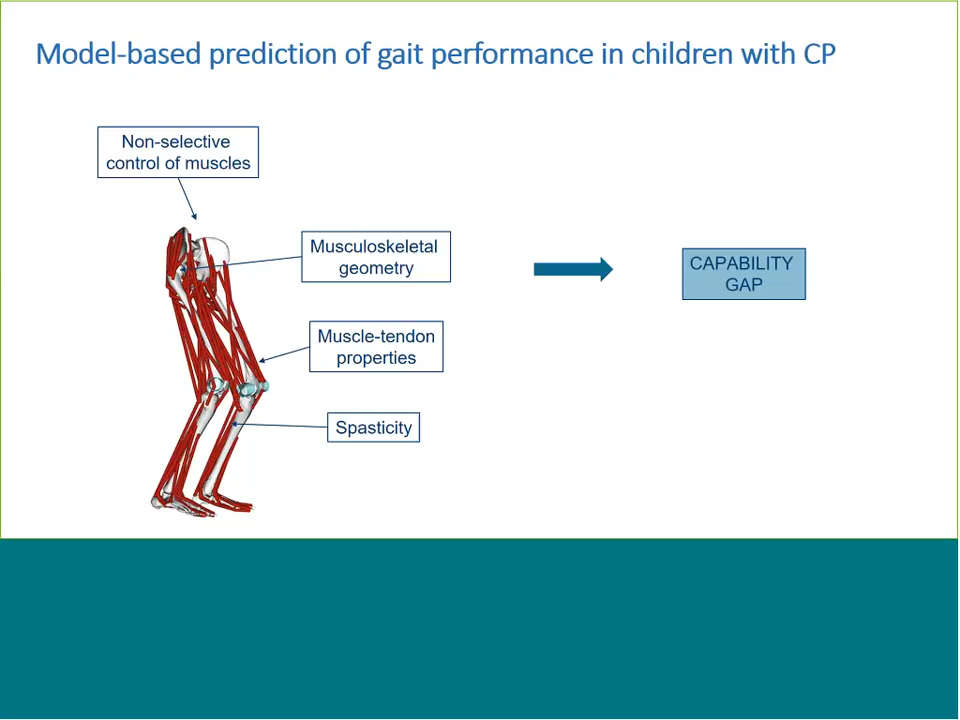 Model-based prediction of gait performance in children with CP
Non-selective
control of muscles
Musculoskeletal
geometry
CAPABILITY
GAP
Muscle-tendon
properties
Spasticity